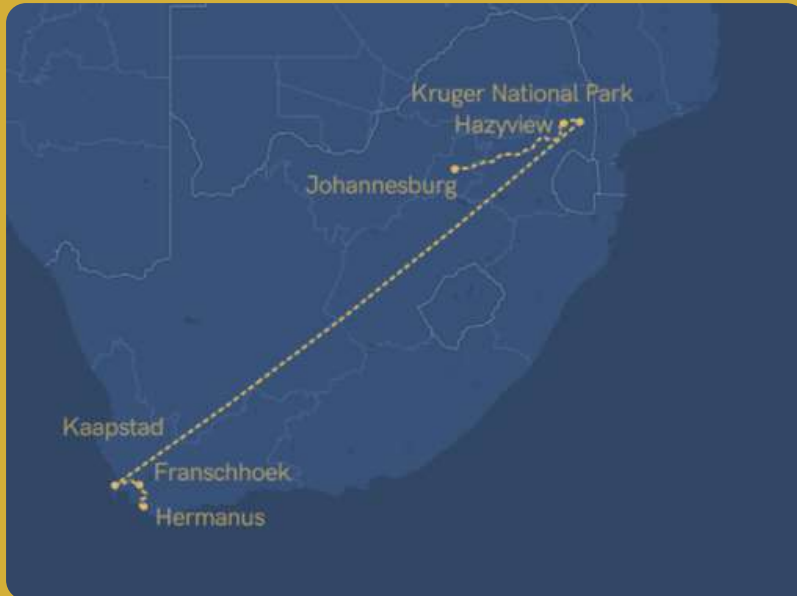 Kruger National Park
Hazyview
Johannesburg
Kaapstad
Franschhoek
Hermanus